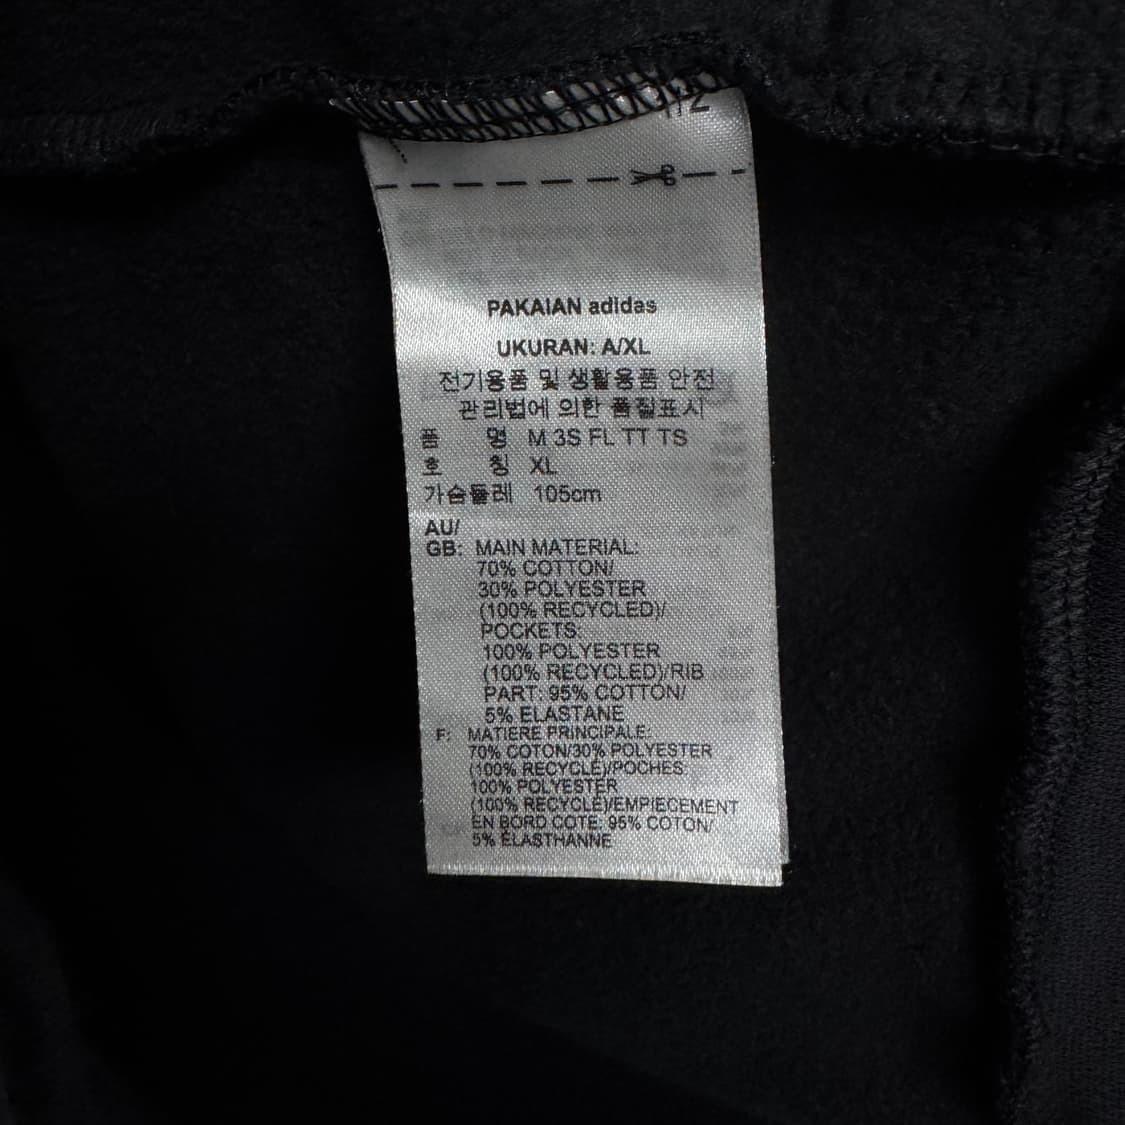 PAKAIAN adidas
UKURAN: A/XL
전기용품 및 생활용품 안전
관리법에 의한 품질표시
품 명 M 3S FL TT TS
호 칭 XL
가슴둘레 105cm
AU/
GB: MAIN MATERIAL:
70% COTTON/
30% POLYESTER
(100% RECYCLED)/
POCKETS:
100% POLYESTER
(100% RECYCLED)/RIB
PART: 95% COTTON/
5% ELASTANE
F: MATIERE PRINCIPALE:
70% COTON/30% POLYESTER
(100% RECYCLÉ)/POCHES:
100% POLYESTER
(100% RECYCLÉ)/EMPIECEMENT
EN BORD COTE: 95% COTON/
5% ÉLASTHANNE